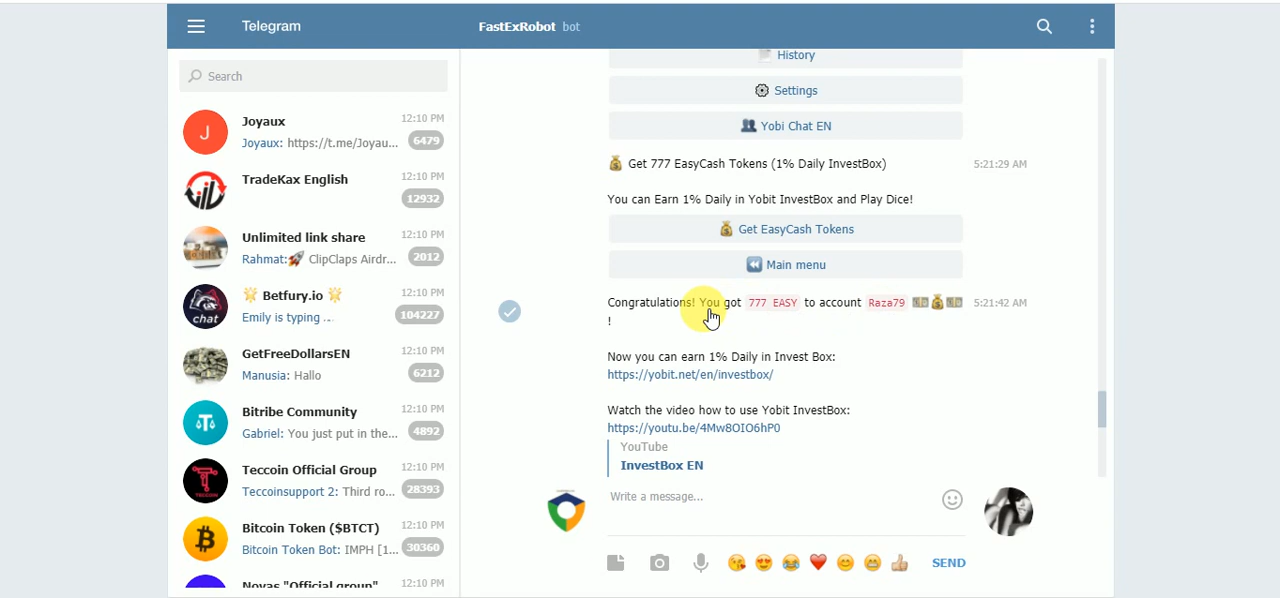 Telegram
FastExRobot bot
Search
Joyaux 12:10 PM
Joyaux: https://t.me/Joyau... 6479
TradeKax English 12:10 PM
12932
Unlimited link share 12:10 PM
Rahmat:🚀 ClipClaps Airdr... 2012
🌟 Betfury.io 🌟 12:10 PM
Emily is typing ... 104227
chat
GetFreeDollarsEN 12:10 PM
Manusia: Hallo 6212
Bitribe Community 12:10 PM
Gabriel: You just put in the... 4892
Teccoin Official Group 12:10 PM
Teccoinsupport 2: Third ro... 28393
TECCOIN
Bitcoin Token ($BTCT) 12:10 PM
Bitcoin Token Bot: IMPH [1... 30360
Novas "Official group" 12:10 PM
History
Settings
Yobi Chat EN
💰 Get 777 EasyCash Tokens (1% Daily InvestBox) 5:21:29 AM
You can Earn 1% Daily in Yobit InvestBox and Play Dice!
💰 Get EasyCash Tokens
⏪ Main menu
Congratulations! You got 777 EASY to account Raza79 💵💰💵 5:21:42 AM
!
Now you can earn 1% Daily in Invest Box:
https://yobit.net/en/investbox/
Watch the video how to use Yobit InvestBox:
https://youtu.be/4Mw8OIO6hP0
YouTube
InvestBox EN
Write a message...
SEND